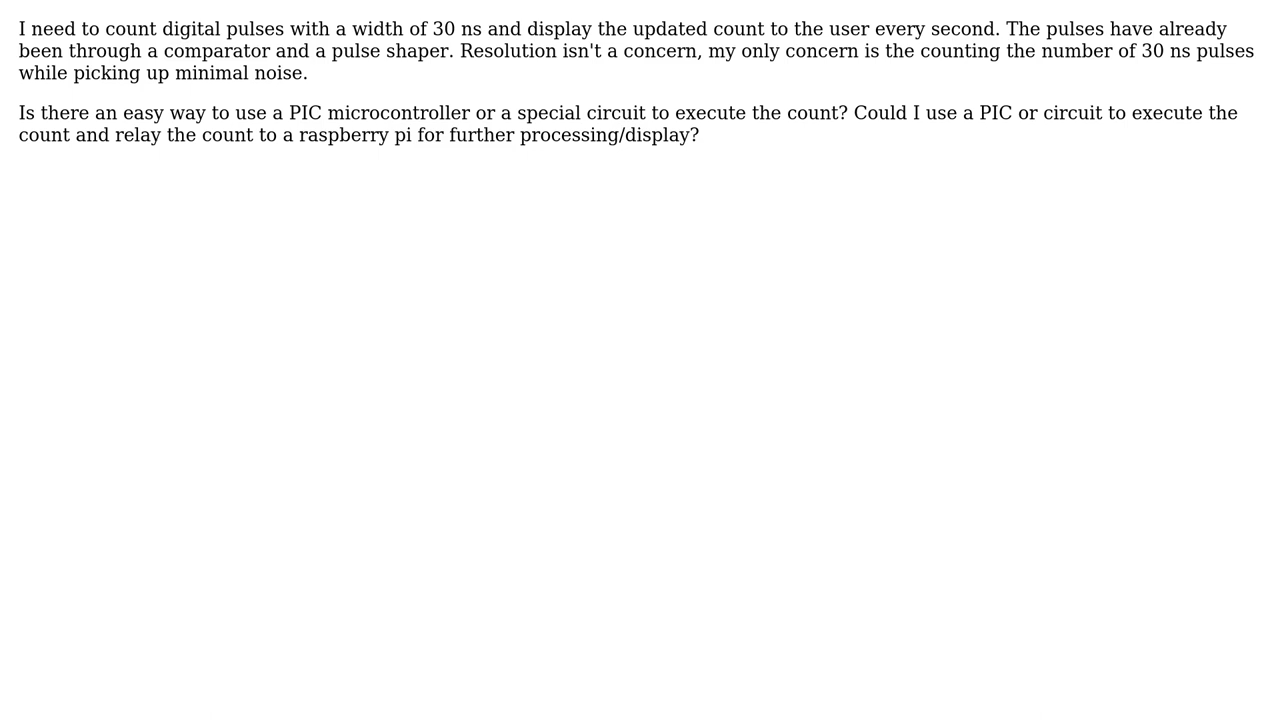 I need to count digital pulses with a width of 30 ns and display the updated count to the user every second. The pulses have already
been through a comparator and a pulse shaper. Resolution isn't a concern, my only concern is the counting the number of 30 ns pulses
while picking up minimal noise.
Is there an easy way to use a PIC microcontroller or a special circuit to execute the count? Could I use a PIC or circuit to execute the
count and relay the count to a raspberry pi for further processing/display?